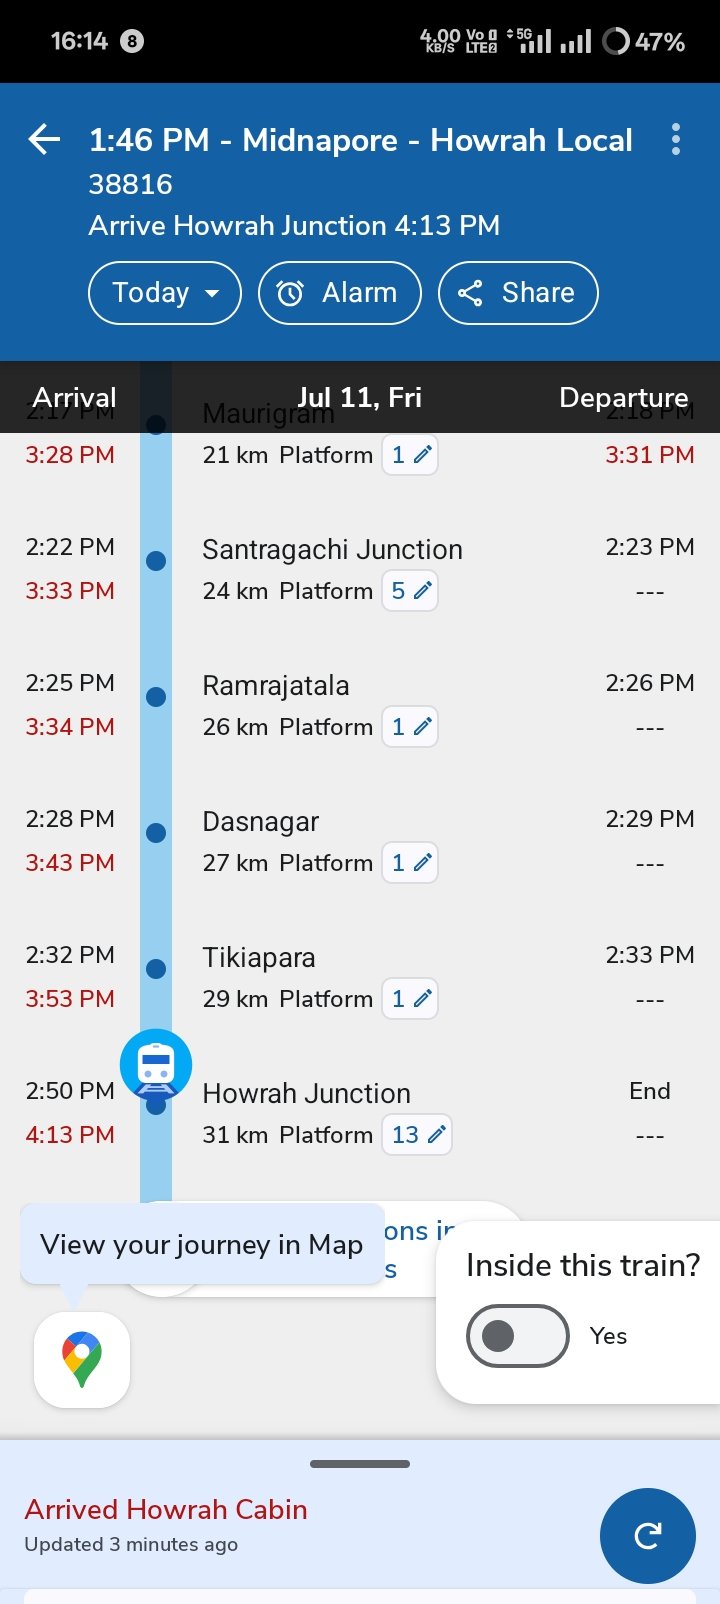 16:14 8 4.00 KB/S Vo LTE2 5G 47%
1:46 PM - Midnapore - Howrah Local
38816
Arrive Howrah Junction 4:13 PM
Today Alarm Share
Arrival Jul 11, Fri Departure
2:17 PM Maurigram 2:18 PM
3:28 PM 21 km Platform 1 3:31 PM
2:22 PM Santragachi Junction 2:23 PM
3:33 PM 24 km Platform 5 ---
2:25 PM Ramrajatala 2:26 PM
3:34 PM 26 km Platform 1 ---
2:28 PM Dasnagar 2:29 PM
3:43 PM 27 km Platform 1 ---
2:32 PM Tikiapara 2:33 PM
3:53 PM 29 km Platform 1 ---
2:50 PM Howrah Junction End
4:13 PM 31 km Platform 13 ---
View your journey in Map
Inside this train?
Yes
Arrived Howrah Cabin
Updated 3 minutes ago